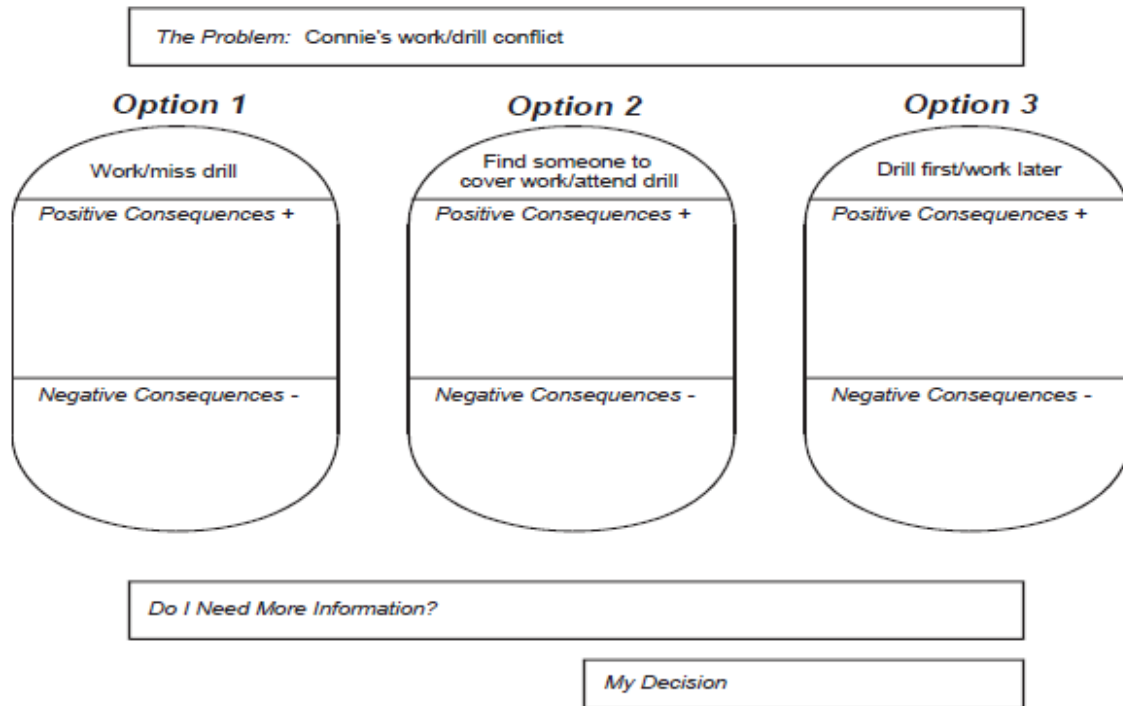 The Problem: Connie's work/drill conflict
Option 1
Work/miss drill
Positive Consequences +
Negative Consequences -
Option 2
Find someone to
cover work/attend drill
Positive Consequences +
Negative Consequences -
Option 3
Drill first/work later
Positive Consequences +
Negative Consequences -
Do I Need More Information?
My Decision